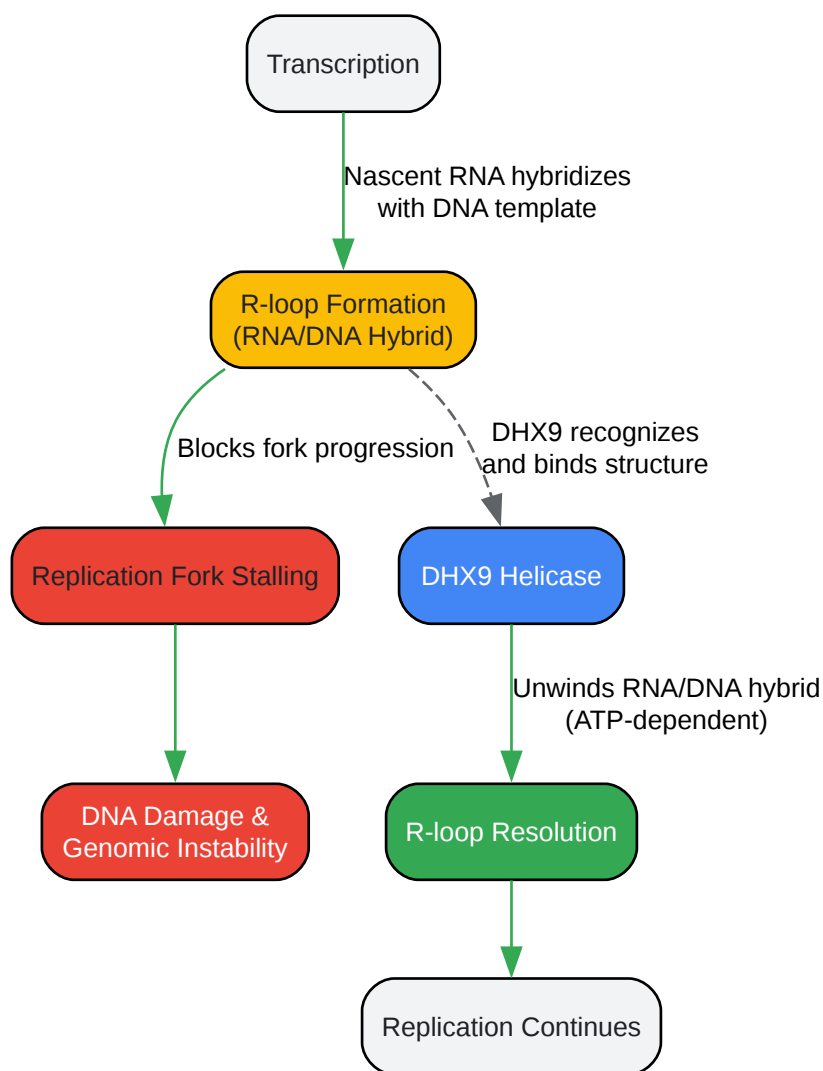 Transcription
Nascent RNA hybridizes
with DNA template
R-loop Formation
(RNA/DNA Hybrid)
Blocks fork progression
DHX9 recognizes
and binds structure
Replication Fork Stalling
DHX9 Helicase
Unwinds RNA/DNA hybrid
(ATP-dependent)
DNA Damage &
Genomic Instability
R-loop Resolution
Replication Continues